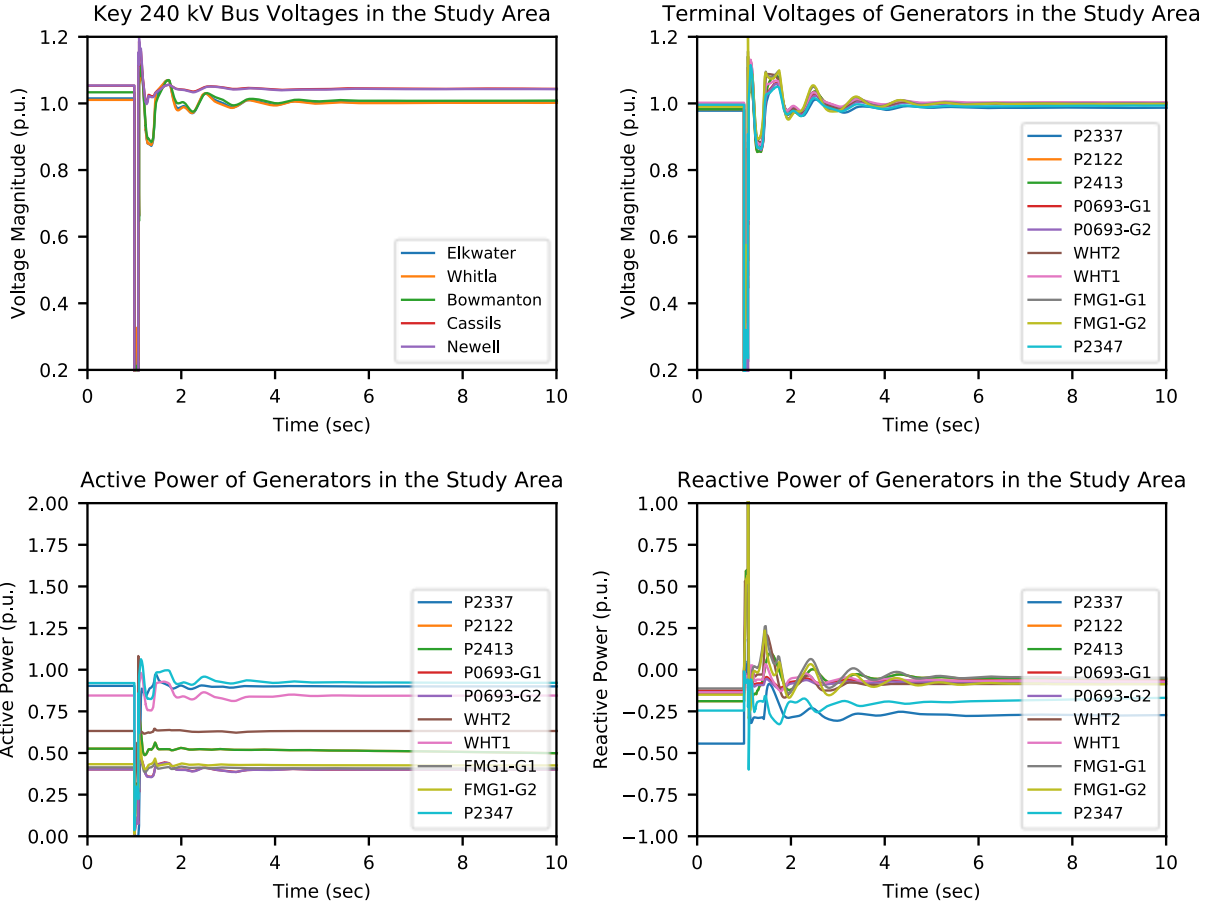 Key 240 kV Bus Voltages in the Study Area
1.2
1.0
0.8
0.6
0.4
0.2
Voltage Magnitude (p.u.)
Elkwater
Whitla
Bowmanton
Cassils
Newell
0 2 4 6 8 10
Time (sec)
Terminal Voltages of Generators in the Study Area
1.2
1.0
0.8
0.6
0.4
0.2
Voltage Magnitude (p.u.)
P2337
P2122
P2413
P0693-G1
P0693-G2
WHT2
WHT1
FMG1-G1
FMG1-G2
P2347
0 2 4 6 8 10
Time (sec)
Active Power of Generators in the Study Area
2.00
1.75
1.50
1.25
1.00
0.75
0.50
0.25
0.00
Active Power (p.u.)
P2337
P2122
P2413
P0693-G1
P0693-G2
WHT2
WHT1
FMG1-G1
FMG1-G2
P2347
0 2 4 6 8 10
Time (sec)
Reactive Power of Generators in the Study Area
1.00
0.75
0.50
0.25
0.00
−0.25
−0.50
−0.75
−1.00
Reactive Power (p.u.)
P2337
P2122
P2413
P0693-G1
P0693-G2
WHT2
WHT1
FMG1-G1
FMG1-G2
P2347
0 2 4 6 8 10
Time (sec)